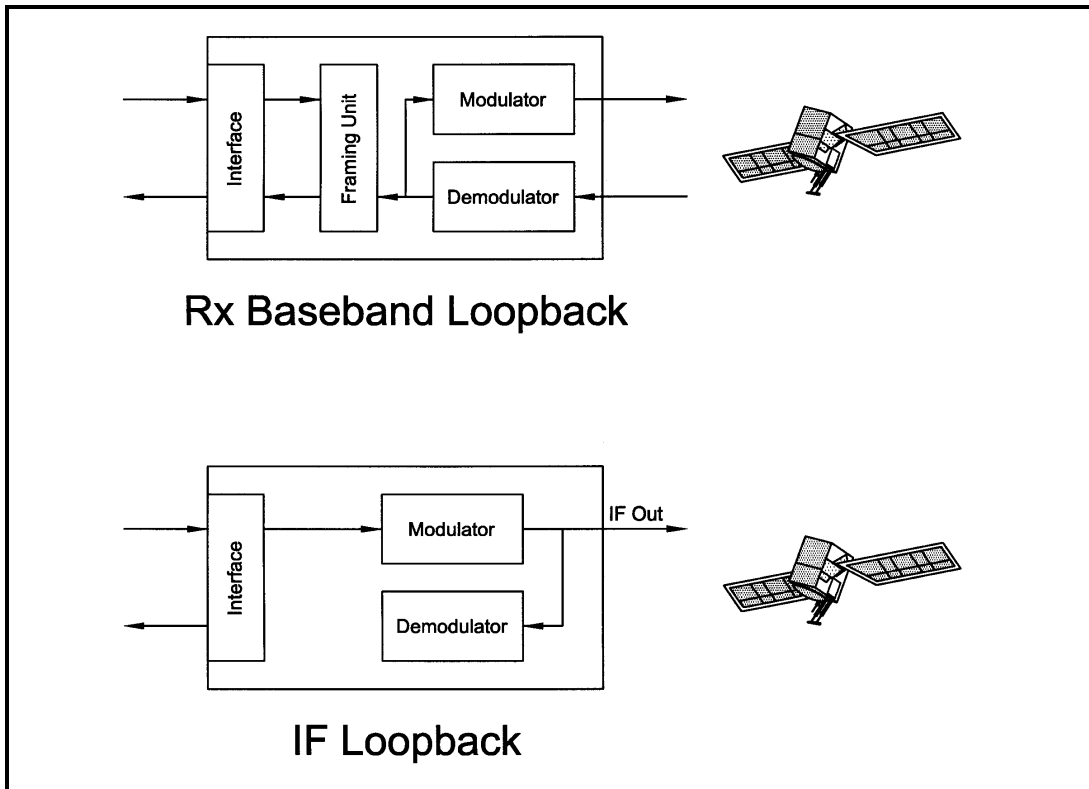 Interface
Framing Unit
Modulator
Demodulator
Rx Baseband Loopback
Interface
Modulator
IF Out
Demodulator
IF Loopback